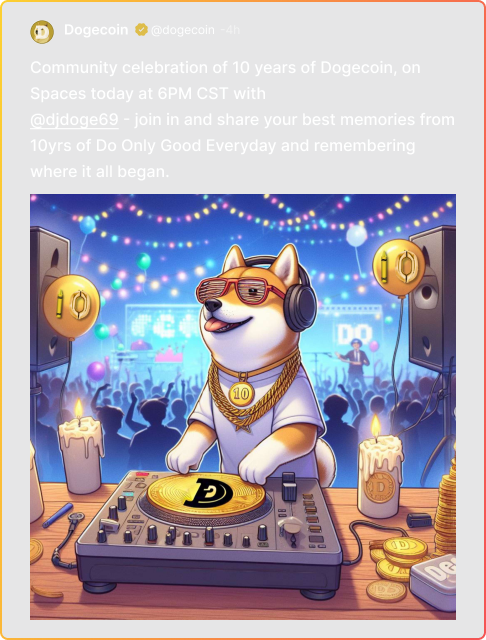 Dogecoin @dogecoin · 4h
Community celebration of 10 years of Dogecoin, on
Spaces today at 6PM CST with
@djdoge69 - join in and share your best memories from
10yrs of Do Only Good Everyday and remembering
where it all began.
10
10
DO
10